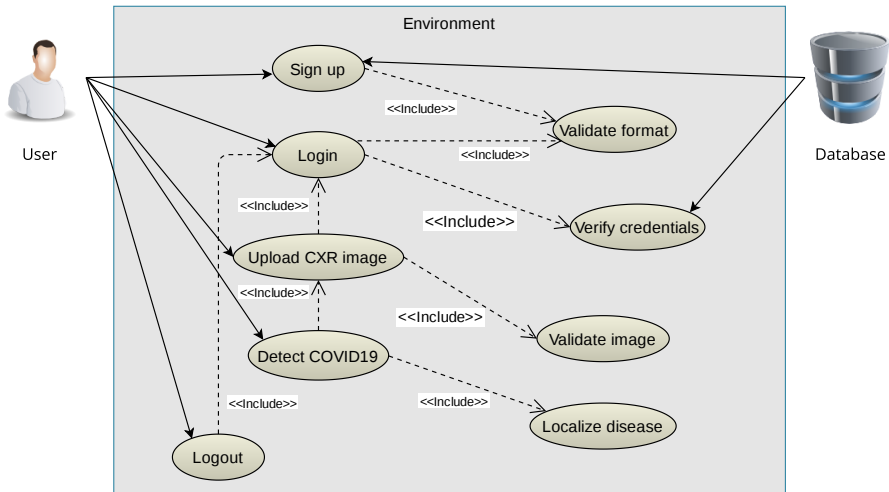 Environment
Sign up
<<Include>>
Validate format
User
Database
Login
<<Include>>
<<Include>>
<<Include>>
Verify credentials
Upload CXR image
<<Include>>
<<Include>>
Validate image
Detect COVID19
<<Include>>
<<Include>>
Localize disease
Logout